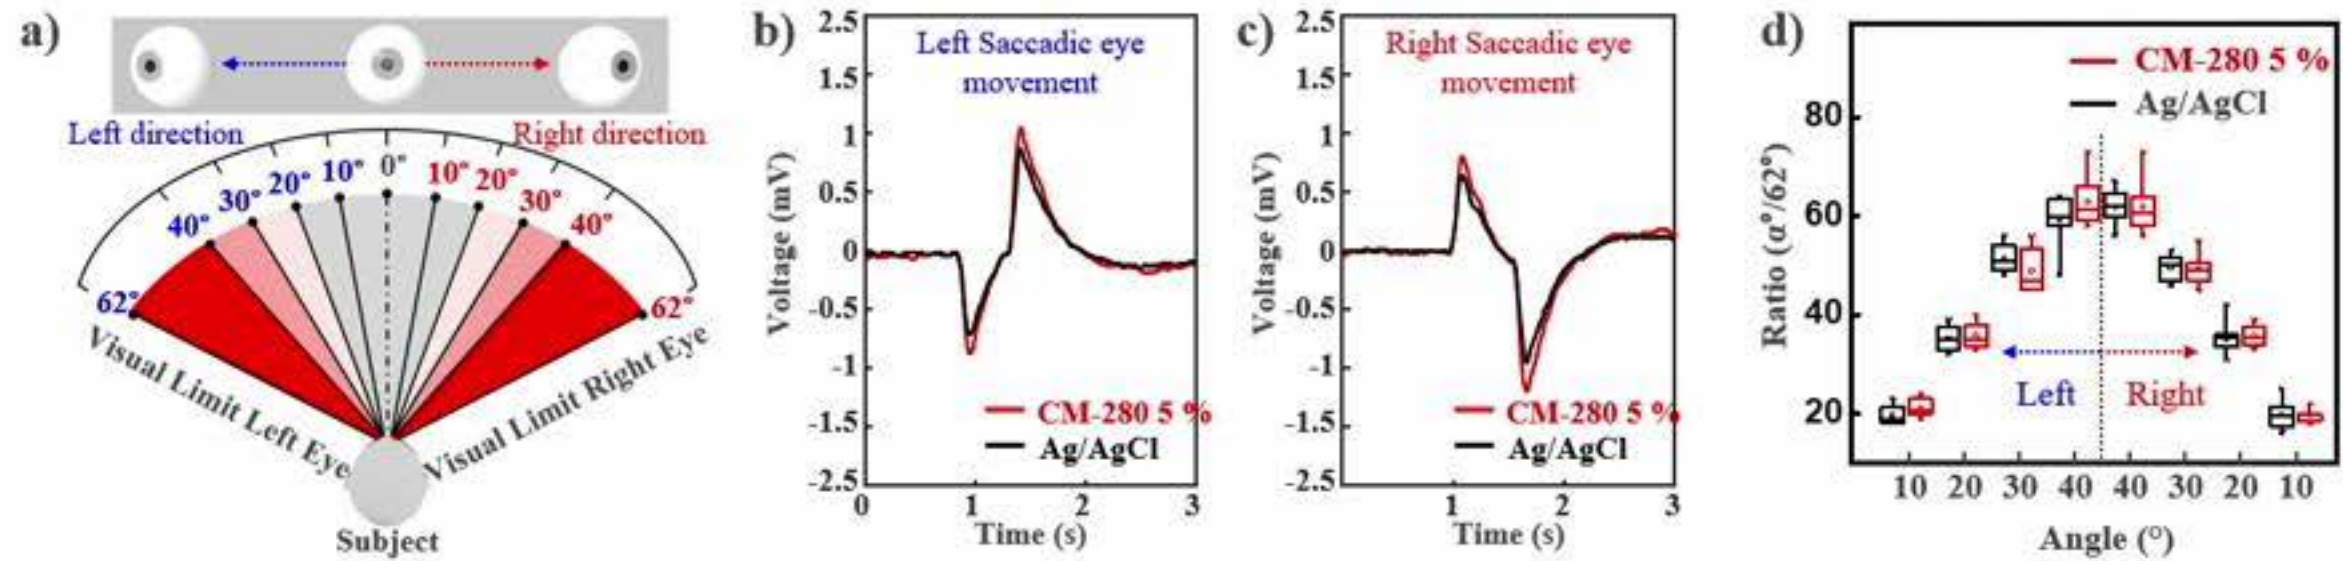 a)
Left direction
Right direction
62°
40°
30°
20°
10°
0°
10°
20°
30°
40°
62°
Visual Limit Left Eye
Visual Limit Right Eye
Subject
b)
Left Saccadic eye
movement
Voltage (mV)
2.5
1.5
1
0.5
0
-0.5
-1
-1.5
-2.5
CM-280 5 %
Ag/AgCl
0
1
2
3
Time (s)
c)
Right Saccadic eye
movement
Voltage (mV)
2.5
1.5
1
0.5
0
-0.5
-1
-1.5
-2.5
CM-280 5 %
Ag/AgCl
1
2
3
Time (s)
d)
CM-280 5 %
Ag/AgCl
Ratio (α°/62°)
80
60
40
20
Left
Right
10 20 30 40 40 30 20 10
Angle (°)